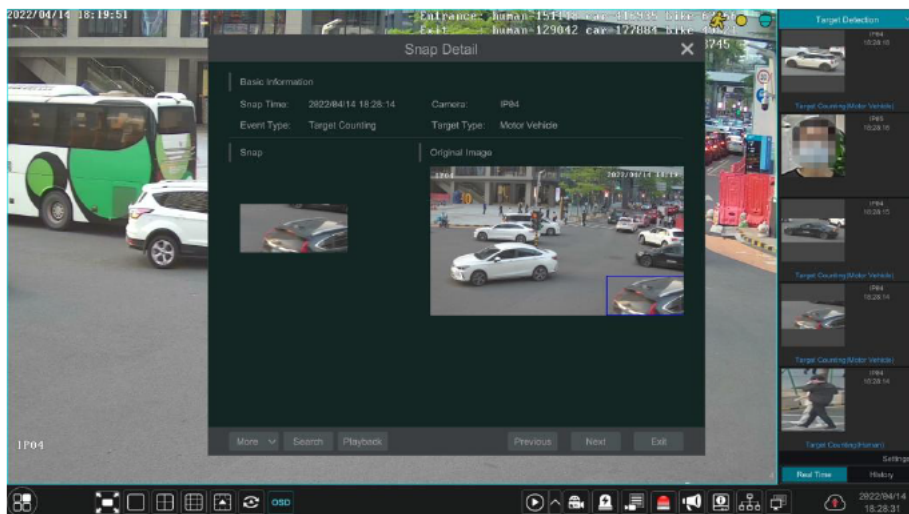 2022/04/14 18:19:51
Entrance: human-151118 car-416935
Exit human-129042 car-177884 bike
Target Detection
Snap Detail
Basic Information
Snap Time: 2022/04/14 18:28:14 Camera: IP04
Event Type: Target Counting Target Type: Motor Vehicle
Snap
Original Image
IP04
2022/04/14 18:19
IP04
More Search Playback Previous Next Exit
IP04
18:28:16
Target Counting(Motor Vehicle)
18:28:16
IP04
18:28:15
Target Counting(Motor Vehicle)
IP04
18:28:14
Target Counting(Motor Vehicle)
IP04
18:28:14
Target Counting(Human)
Settings
Real Time History
OSD
2022/04/14
18:28:31